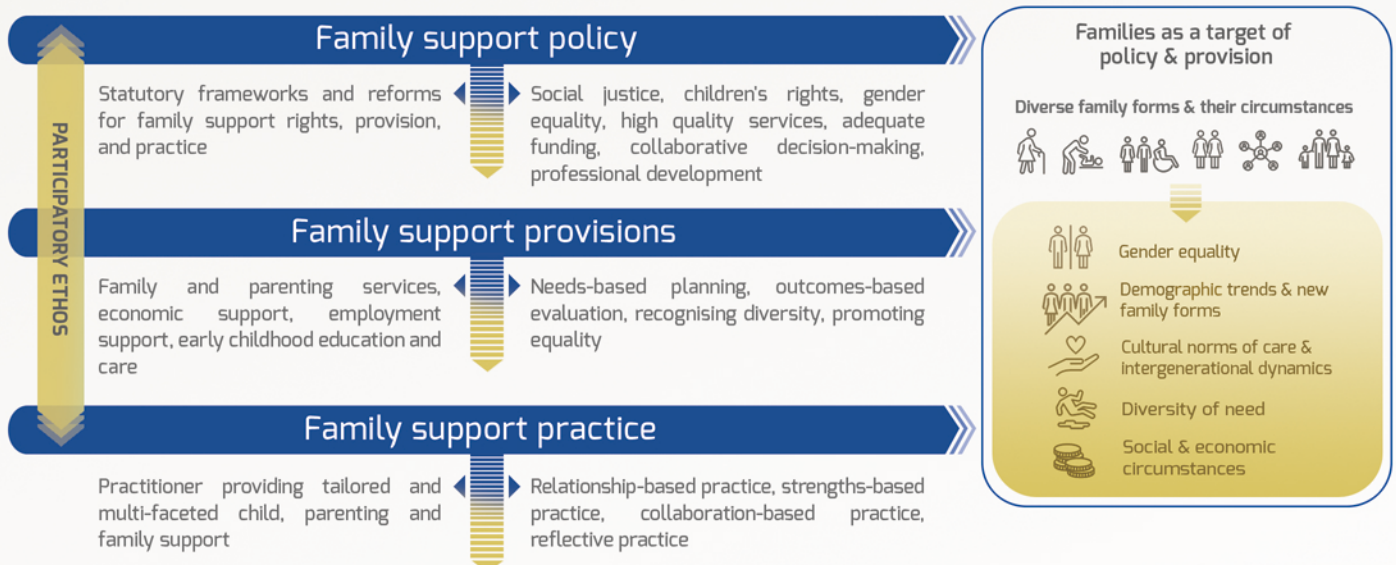 Family support policy
Statutory frameworks and reforms
for family support rights, provision,
and practice
Social justice, children's rights, gender
equality, high quality services, adequate
funding, collaborative decision-making,
professional development
PARTICIPATORY ETHOS
Family support provisions
Family and parenting services,
economic support, employment
support, early childhood education and
care
Needs-based planning, outcomes-based
evaluation, recognising diversity, promoting
equality
Family support practice
Practitioner providing tailored and
multi-faceted child, parenting and
family support
Relationship-based practice, strengths-based
practice, collaboration-based practice,
reflective practice
Families as a target of
policy & provision
Diverse family forms & their circumstances
Gender equality
Demographic trends & new
family forms
Cultural norms of care &
intergenerational dynamics
Diversity of need
Social & economic
circumstances